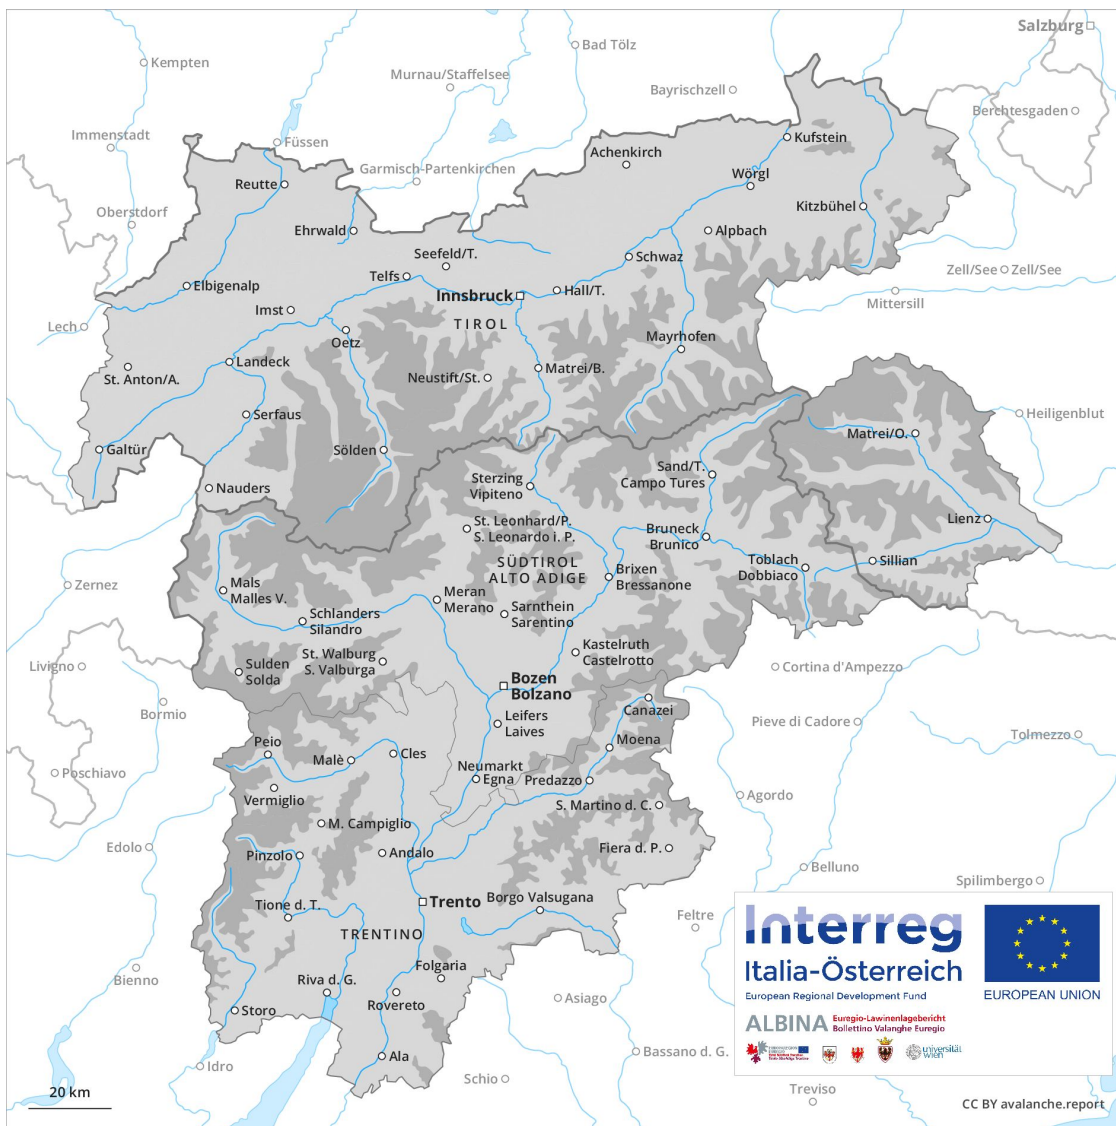 Salzburg
Bad Tölz
Kempten
Murnau/Staffelsee
Bayrischzell
Berchtesgaden
Immenstadt
Füssen
Kufstein
Achenkirch
Garmisch-Partenkirchen
Wörgl
Reutte
Kitzbühel
Oberstdorf
Ehrwald
Alpbach
Seefeld/T.
Schwaz
Telfs
Zell/See
Zell/See
Elbigenalp
Hall/T.
Innsbruck
Mittersill
Imst
TIROL
Lech
Oetz
Mayrhofen
Landeck
St. Anton/A.
Matrei/B.
Neustift/St.
Serfaus
Heiligenblut
Matrei/O.
Galtür
Sölden
Sand/T.
Campo Tures
Sterzing
Vipiteno
Nauders
St. Leonhard/P.
S. Leonardo i. P.
Lienz
Bruneck
Brunico
SÜDTIROL
ALTO ADIGE
Toblach
Dobbiaco
Sillian
Brixen
Bressanone
Zernez
Mals
Malles V.
Meran
Merano
Sarnthein
Sarentino
Schlanders
Silandro
Kastelruth
Castelrotto
St. Walburg
S. Valburga
Livigno
Sulden
Solda
Cortina d'Ampezzo
Bozen
Bolzano
Bormio
Canazei
Leifers
Laives
Pieve di Cadore
Tolmezzo
Moena
Peio
Malè
Cles
Poschiavo
Neumarkt
Egna
Predazzo
Vermiglio
Agordo
S. Martino d. C.
M. Campiglio
Edolo
Fiera d. P.
Pinzolo
Andalo
Belluno
Spilimbergo
Trento
Borgo Valsugana
Tione d. T.
Feltre
TRENTINO
Folgaria
Bienno
Riva d. G.
Rovereto
Asiago
Storo
Ala
Bassano d. G.
Idro
Schio
Treviso
20 km
Interreg
Italia-Österreich
European Regional Development Fund
EUROPEAN UNION
ALBINA
Euregio-Lawinenlagebericht
Bollettino Valanghe Euregio
universität
wien
CC BY avalanche.report